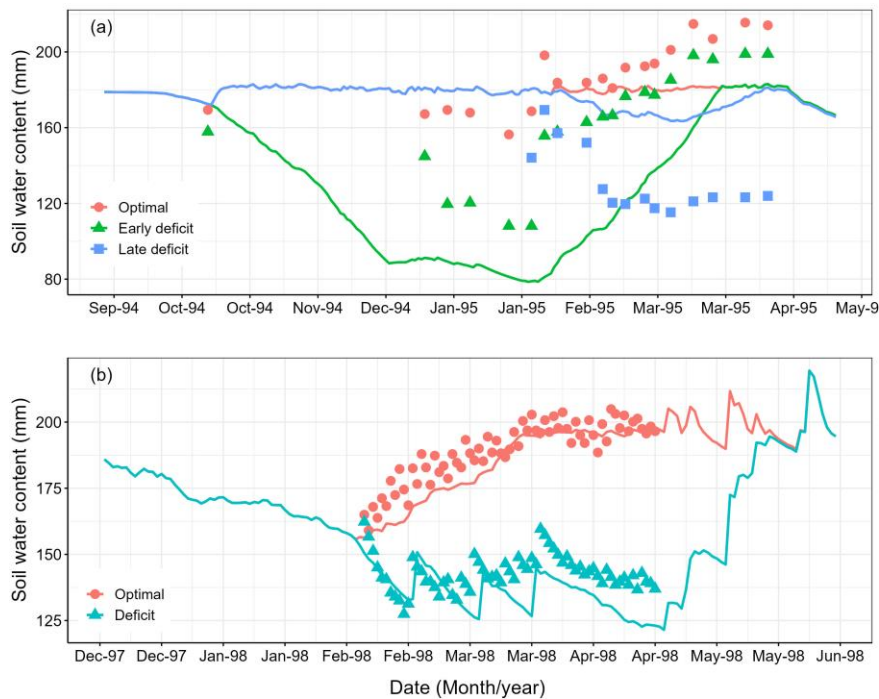 (a)
Soil water content (mm)
200
160
120
80
Optimal
Early deficit
Late deficit
Sep-94 Oct-94 Oct-94 Nov-94 Dec-94 Jan-95 Jan-95 Feb-95 Mar-95 Mar-95 Apr-95 May-9
(b)
Soil water content (mm)
200
175
150
125
Optimal
Deficit
Dec-97 Dec-97 Jan-98 Jan-98 Feb-98 Feb-98 Mar-98 Mar-98 Apr-98 Apr-98 May-98 May-98 Jun-98
Date (Month/year)